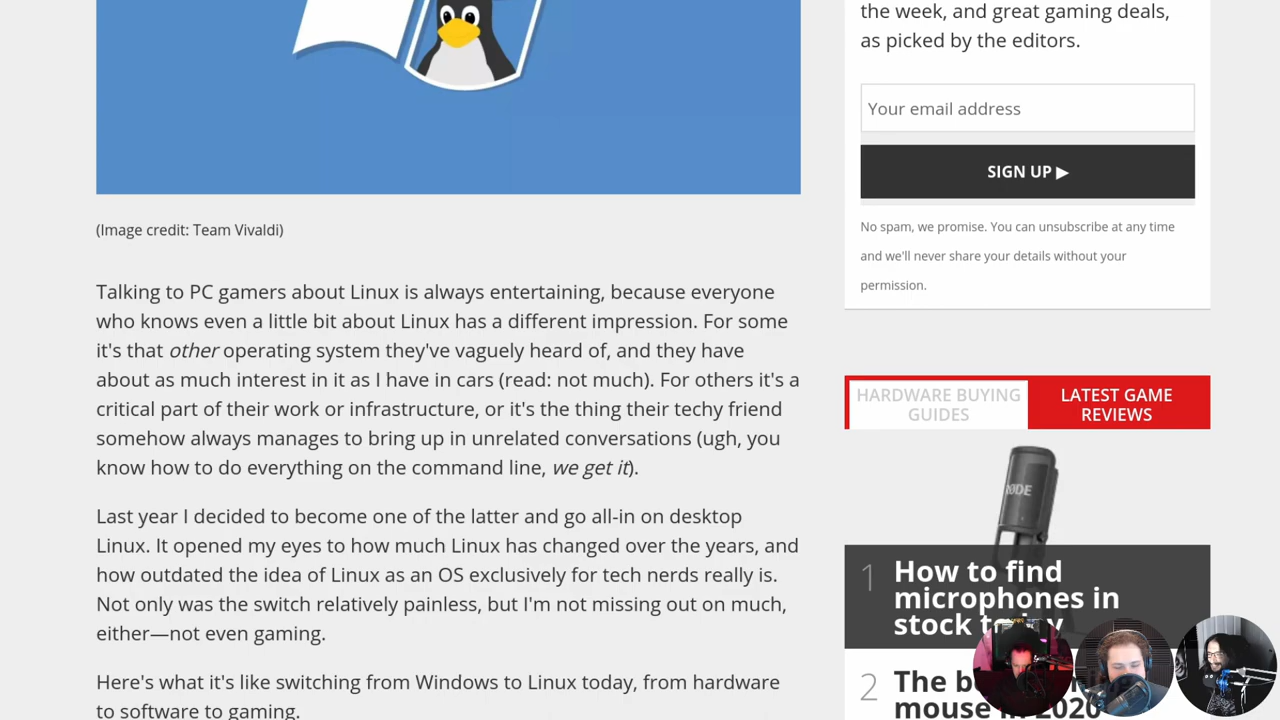 (Image credit: Team Vivaldi)
Talking to PC gamers about Linux is always entertaining, because everyone
who knows even a little bit about Linux has a different impression. For some
it's that other operating system they've vaguely heard of, and they have
about as much interest in it as I have in cars (read: not much). For others it's a
critical part of their work or infrastructure, or it's the thing their techy friend
somehow always manages to bring up in unrelated conversations (ugh, you
know how to do everything on the command line, we get it).
Last year I decided to become one of the latter and go all-in on desktop
Linux. It opened my eyes to how much Linux has changed over the years, and
how outdated the idea of Linux as an OS exclusively for tech nerds really is.
Not only was the switch relatively painless, but I'm not missing out on much,
either—not even gaming.
Here's what it's like switching from Windows to Linux today, from hardware
to software to gaming.
the week, and great gaming deals,
as picked by the editors.
Your email address
SIGN UP ▶
No spam, we promise. You can unsubscribe at any time
and we'll never share your details without your
permission.
HARDWARE BUYING
GUIDES
LATEST GAME
REVIEWS
RØDE
1
How to find
microphones in
stock
2
The
mouse in 2020